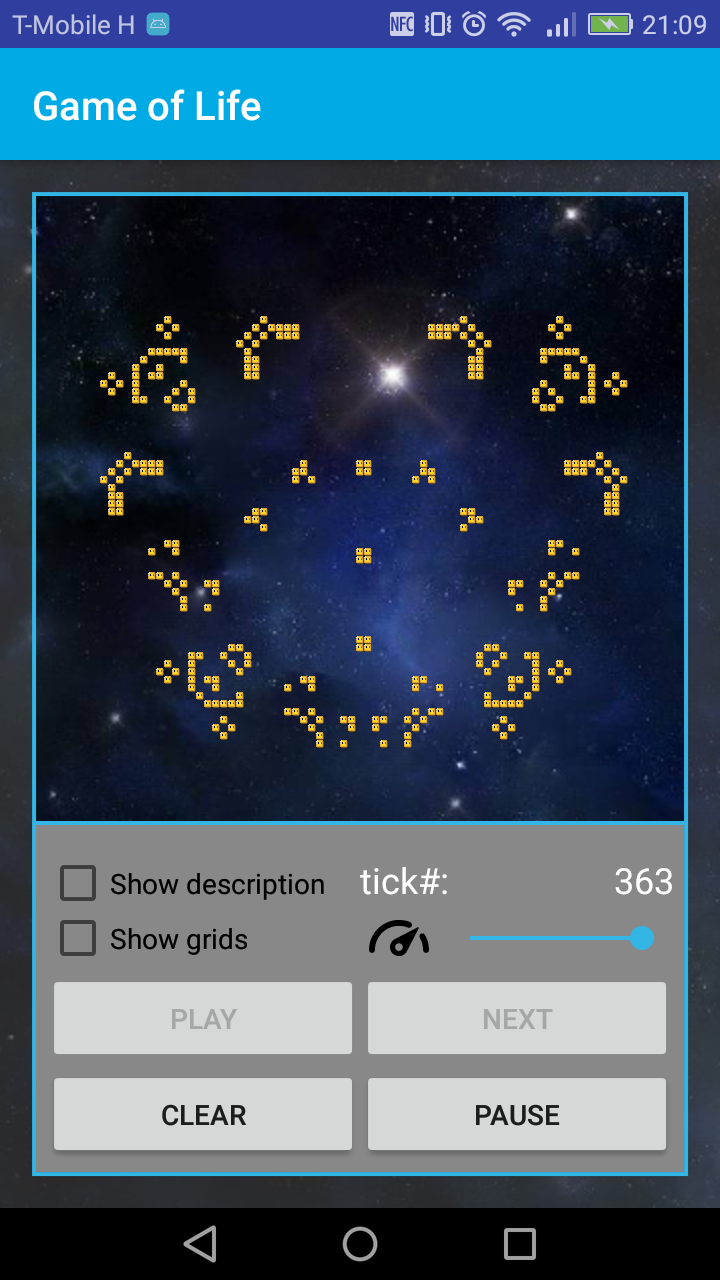 T-Mobile H NFC 21:09
Game of Life
Show description tick#: 363
Show grids
PLAY NEXT
CLEAR PAUSE